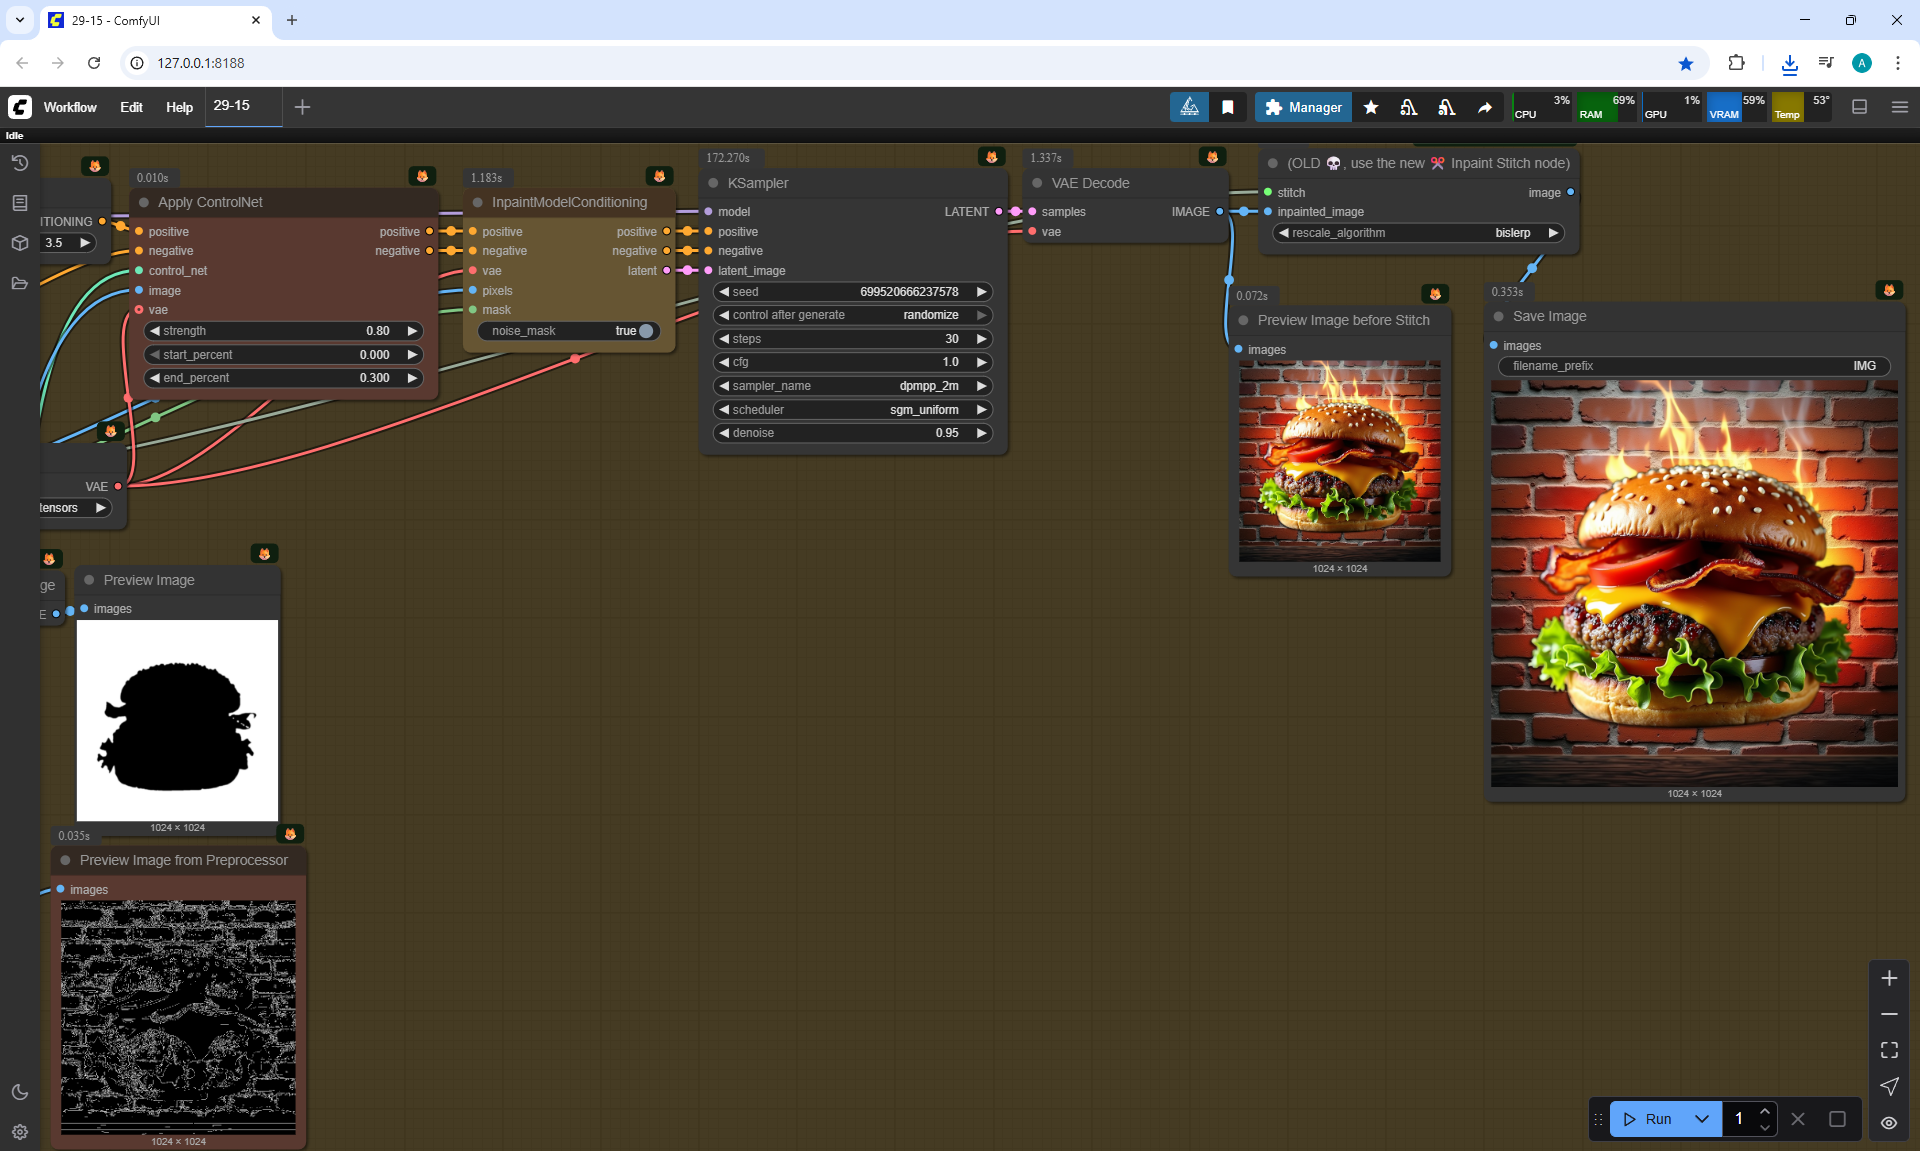 29-15 - ComfyUI
127.0.0.1:8188
A
Workflow Edit Help 29-15
Manager
CPU 3% RAM 69% GPU 1% VRAM 59% Temp 53°
Idle
ITIONING
3.5
0.010s
Apply ControlNet
positive positive
negative negative
control_net
image
vae
strength 0.80
start_percent 0.000
end_percent 0.300
1.183s
InpaintModelConditioning
positive positive
negative negative
vae latent
pixels
mask
noise_mask true
172.270s
KSampler
model LATENT
positive
negative
latent_image
seed 699520666237578
control after generate randomize
steps 30
cfg 1.0
sampler_name dpmpp_2m
scheduler sgm_uniform
denoise 0.95
1.337s
VAE Decode
samples IMAGE
vae
(OLD 💀, use the new ✂️ Inpaint Stitch node)
stitch image
inpainted_image
rescale_algorithm bislerp
0.072s
Preview Image before Stitch
images
1024 × 1024
0.353s
Save Image
images
filename_prefix IMG
1024 × 1024
VAE
tensors
ge
E
Preview Image
images
1024 × 1024
0.035s
Preview Image from Preprocessor
images
1024 × 1024
Run 1